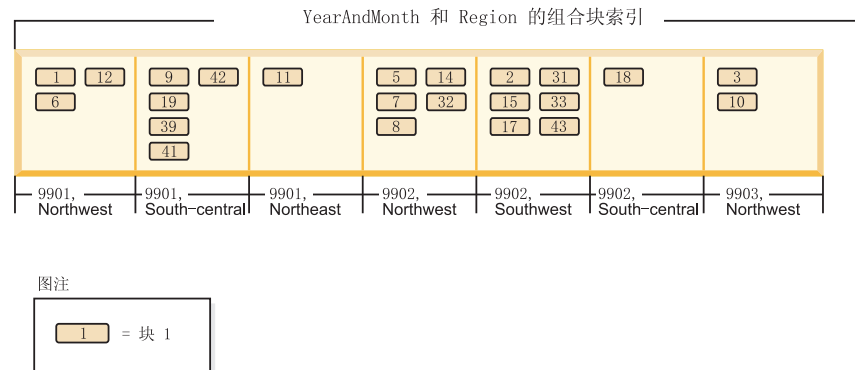 YearAndMonth 和 Region 的组合块索引
1 12 9 42 11 5 14 2 31 18 3
6 19 7 32 15 33 10
39 8 17 43
41
9901, 9901, 9901, 9902, 9902, 9902, 9903,
Northwest South-central Northeast Northwest Southwest South-central Northwest
图注
1 = 块 1